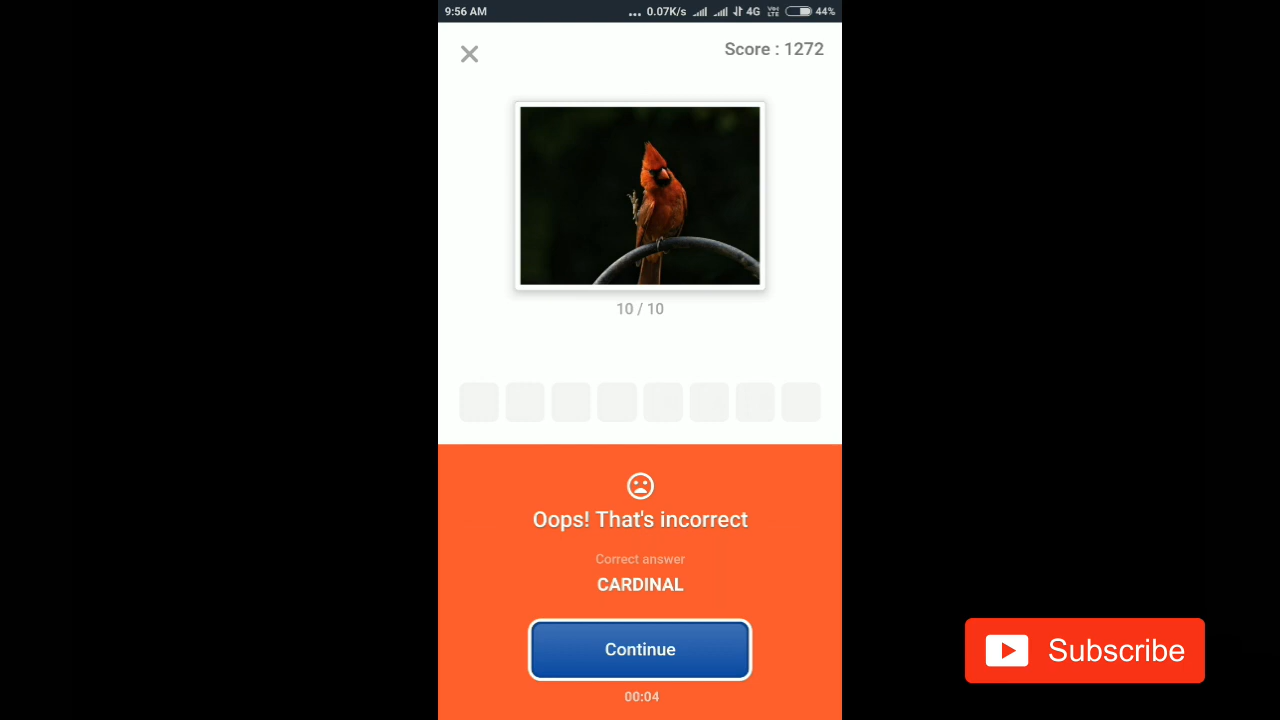 9:56 AM
... 0.07K/s 4G VoLTE 44%
Score : 1272
10 / 10
Oops! That's incorrect
Correct answer
CARDINAL
Continue
00:04
Subscribe